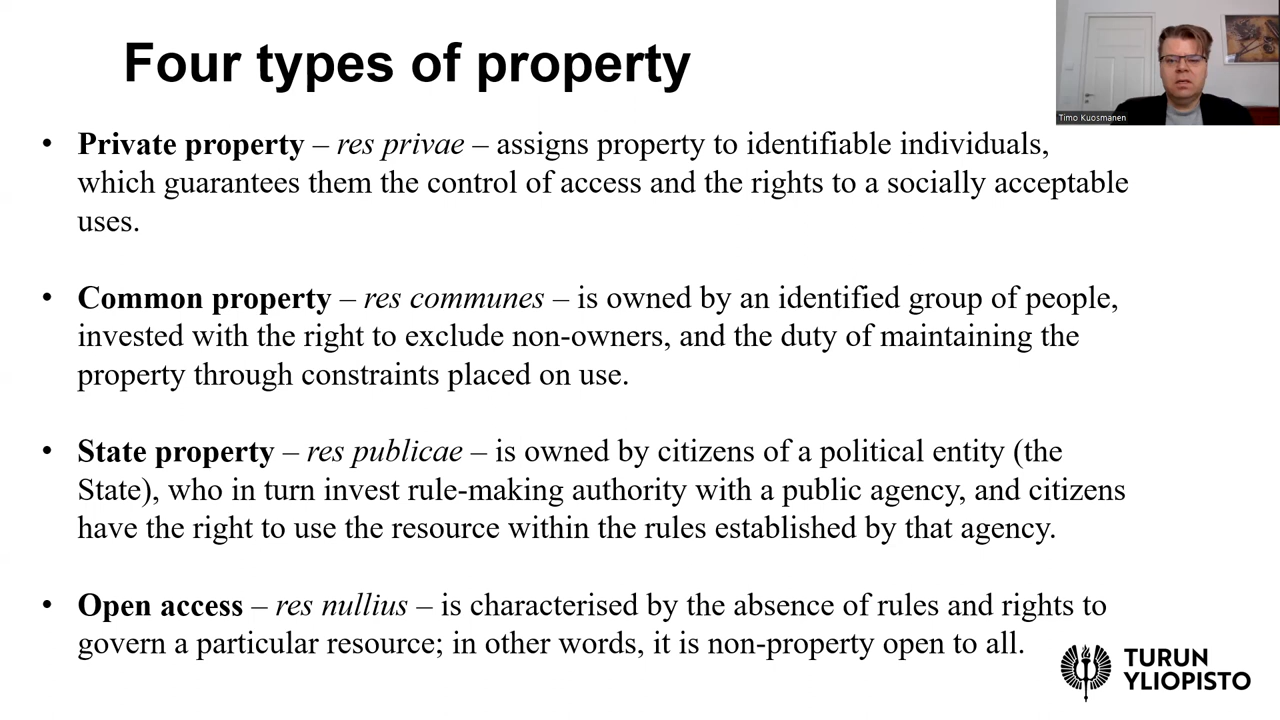 Four types of property
Timo Kuosmanen
• Private property – res privae – assigns property to identifiable individuals,
which guarantees them the control of access and the rights to a socially acceptable
uses.
• Common property – res communes – is owned by an identified group of people,
invested with the right to exclude non-owners, and the duty of maintaining the
property through constraints placed on use.
• State property – res publicae – is owned by citizens of a political entity (the
State), who in turn invest rule-making authority with a public agency, and citizens
have the right to use the resource within the rules established by that agency.
• Open access – res nullius – is characterised by the absence of rules and rights to
govern a particular resource; in other words, it is non-property open to all.
TURUN
YLIOPISTO